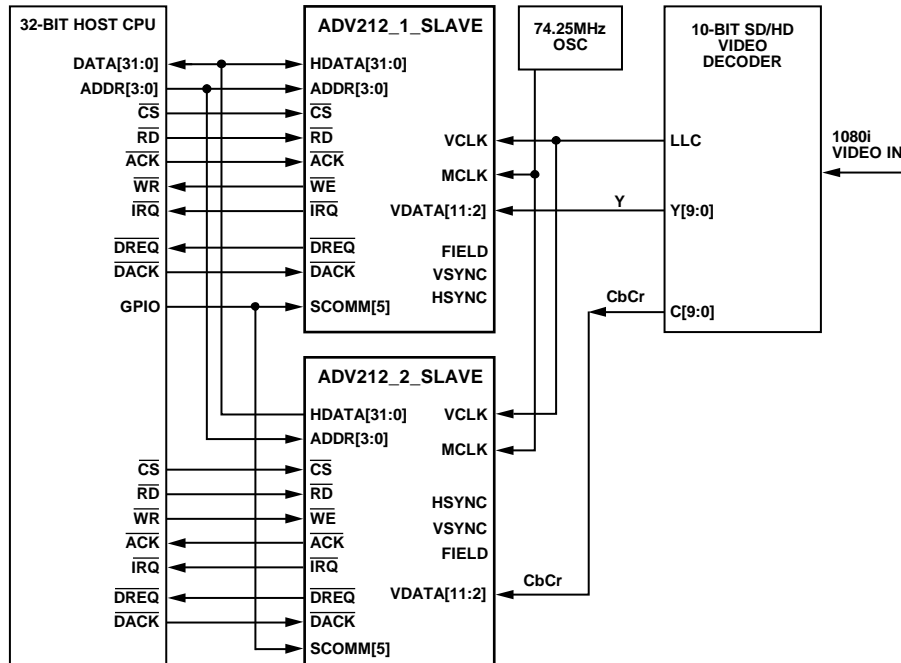 32-BIT HOST CPU
DATA[31:0]
ADDR[3:0]
CS
RD
ACK
WR
IRQ
DREQ
DACK
GPIO
CS
RD
WR
ACK
IRQ
DREQ
DACK
ADV212_1_SLAVE
HDATA[31:0]
ADDR[3:0]
CS
RD
ACK
WE
IRQ
DREQ
DACK
SCOMM[5]
VCLK
MCLK
VDATA[11:2]
FIELD
VSYNC
HSYNC
ADV212_2_SLAVE
HDATA[31:0]
ADDR[3:0]
CS
RD
WE
ACK
IRQ
DREQ
DACK
SCOMM[5]
VCLK
MCLK
HSYNC
VSYNC
FIELD
VDATA[11:2]
74.25MHz
OSC
Y
CbCr
CbCr
10-BIT SD/HD
VIDEO
DECODER
LLC
Y[9:0]
C[9:0]
1080i
VIDEO IN